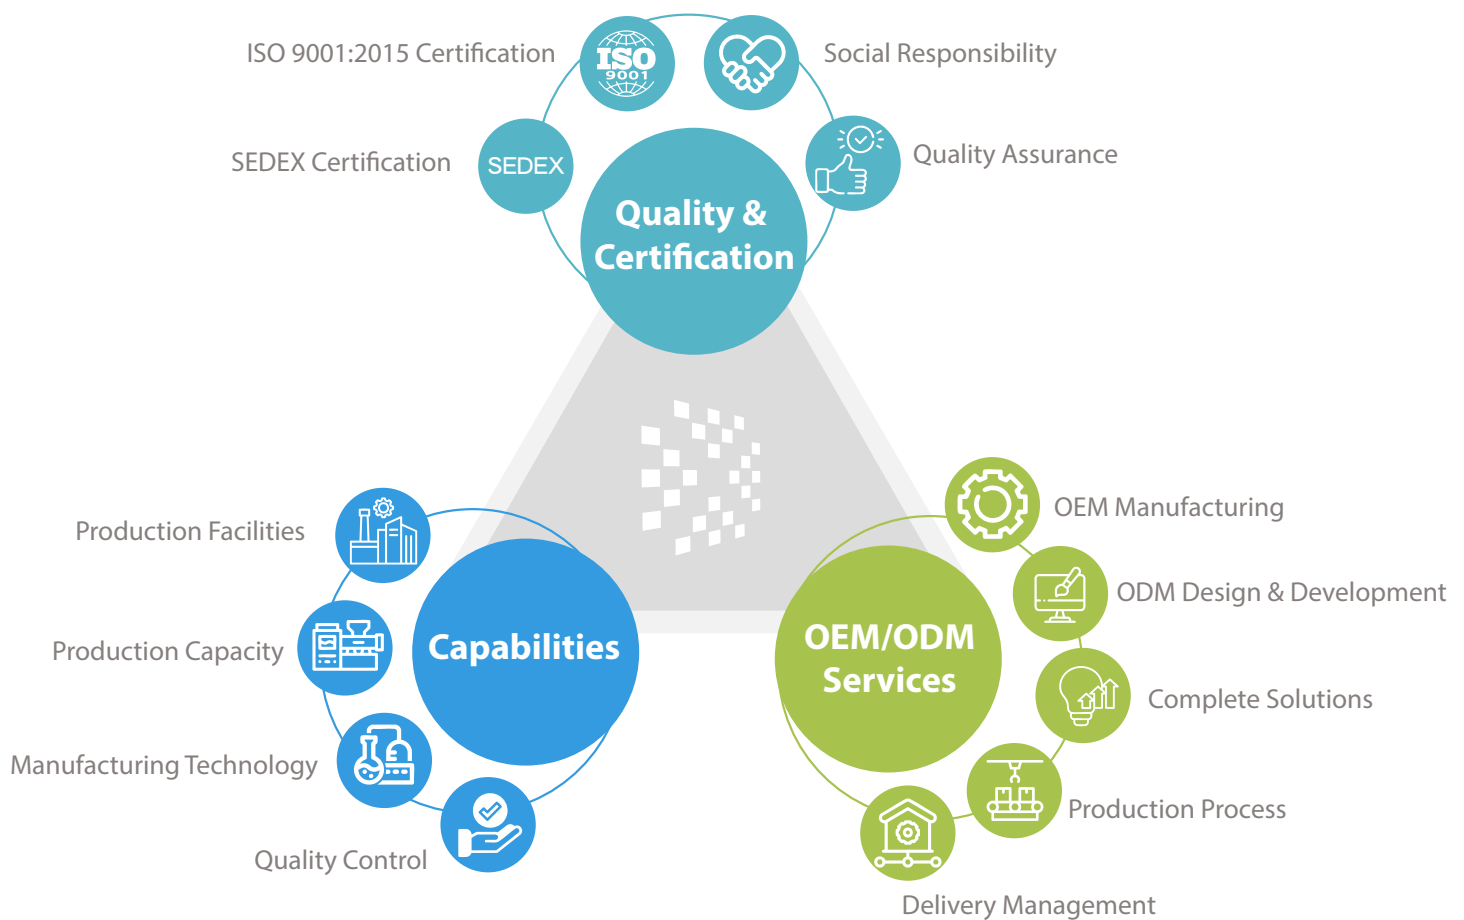 ISO 9001:2015 Certification
ISO
9001
Social Responsibility
SEDEX Certification
SEDEX
Quality Assurance
Quality &
Certification
Production Facilities
Production Capacity
Manufacturing Technology
Quality Control
Capabilities
OEM/ODM
Services
OEM Manufacturing
ODM Design & Development
Complete Solutions
Production Process
Delivery Management